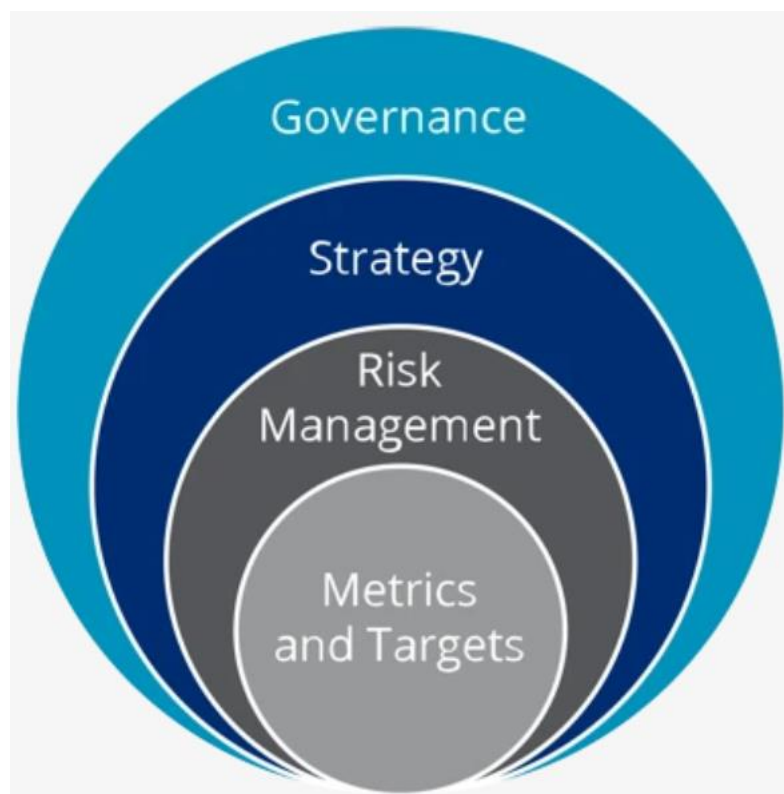 Governance
Strategy
Risk
Management
Metrics
and Targets